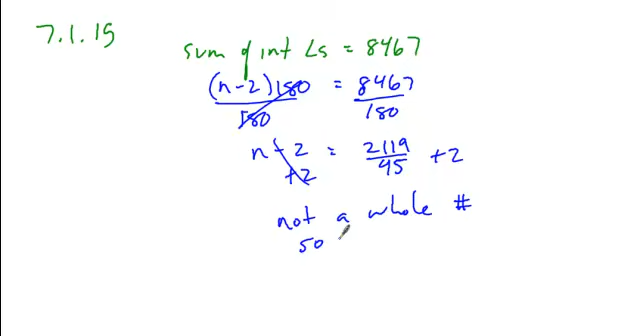 7.1.15
sum of int ∠s = 8467
(n-2)180 / 180 = 8467 / 180
n - 2 + 2 = 2119/45 + 2
not a whole #
so